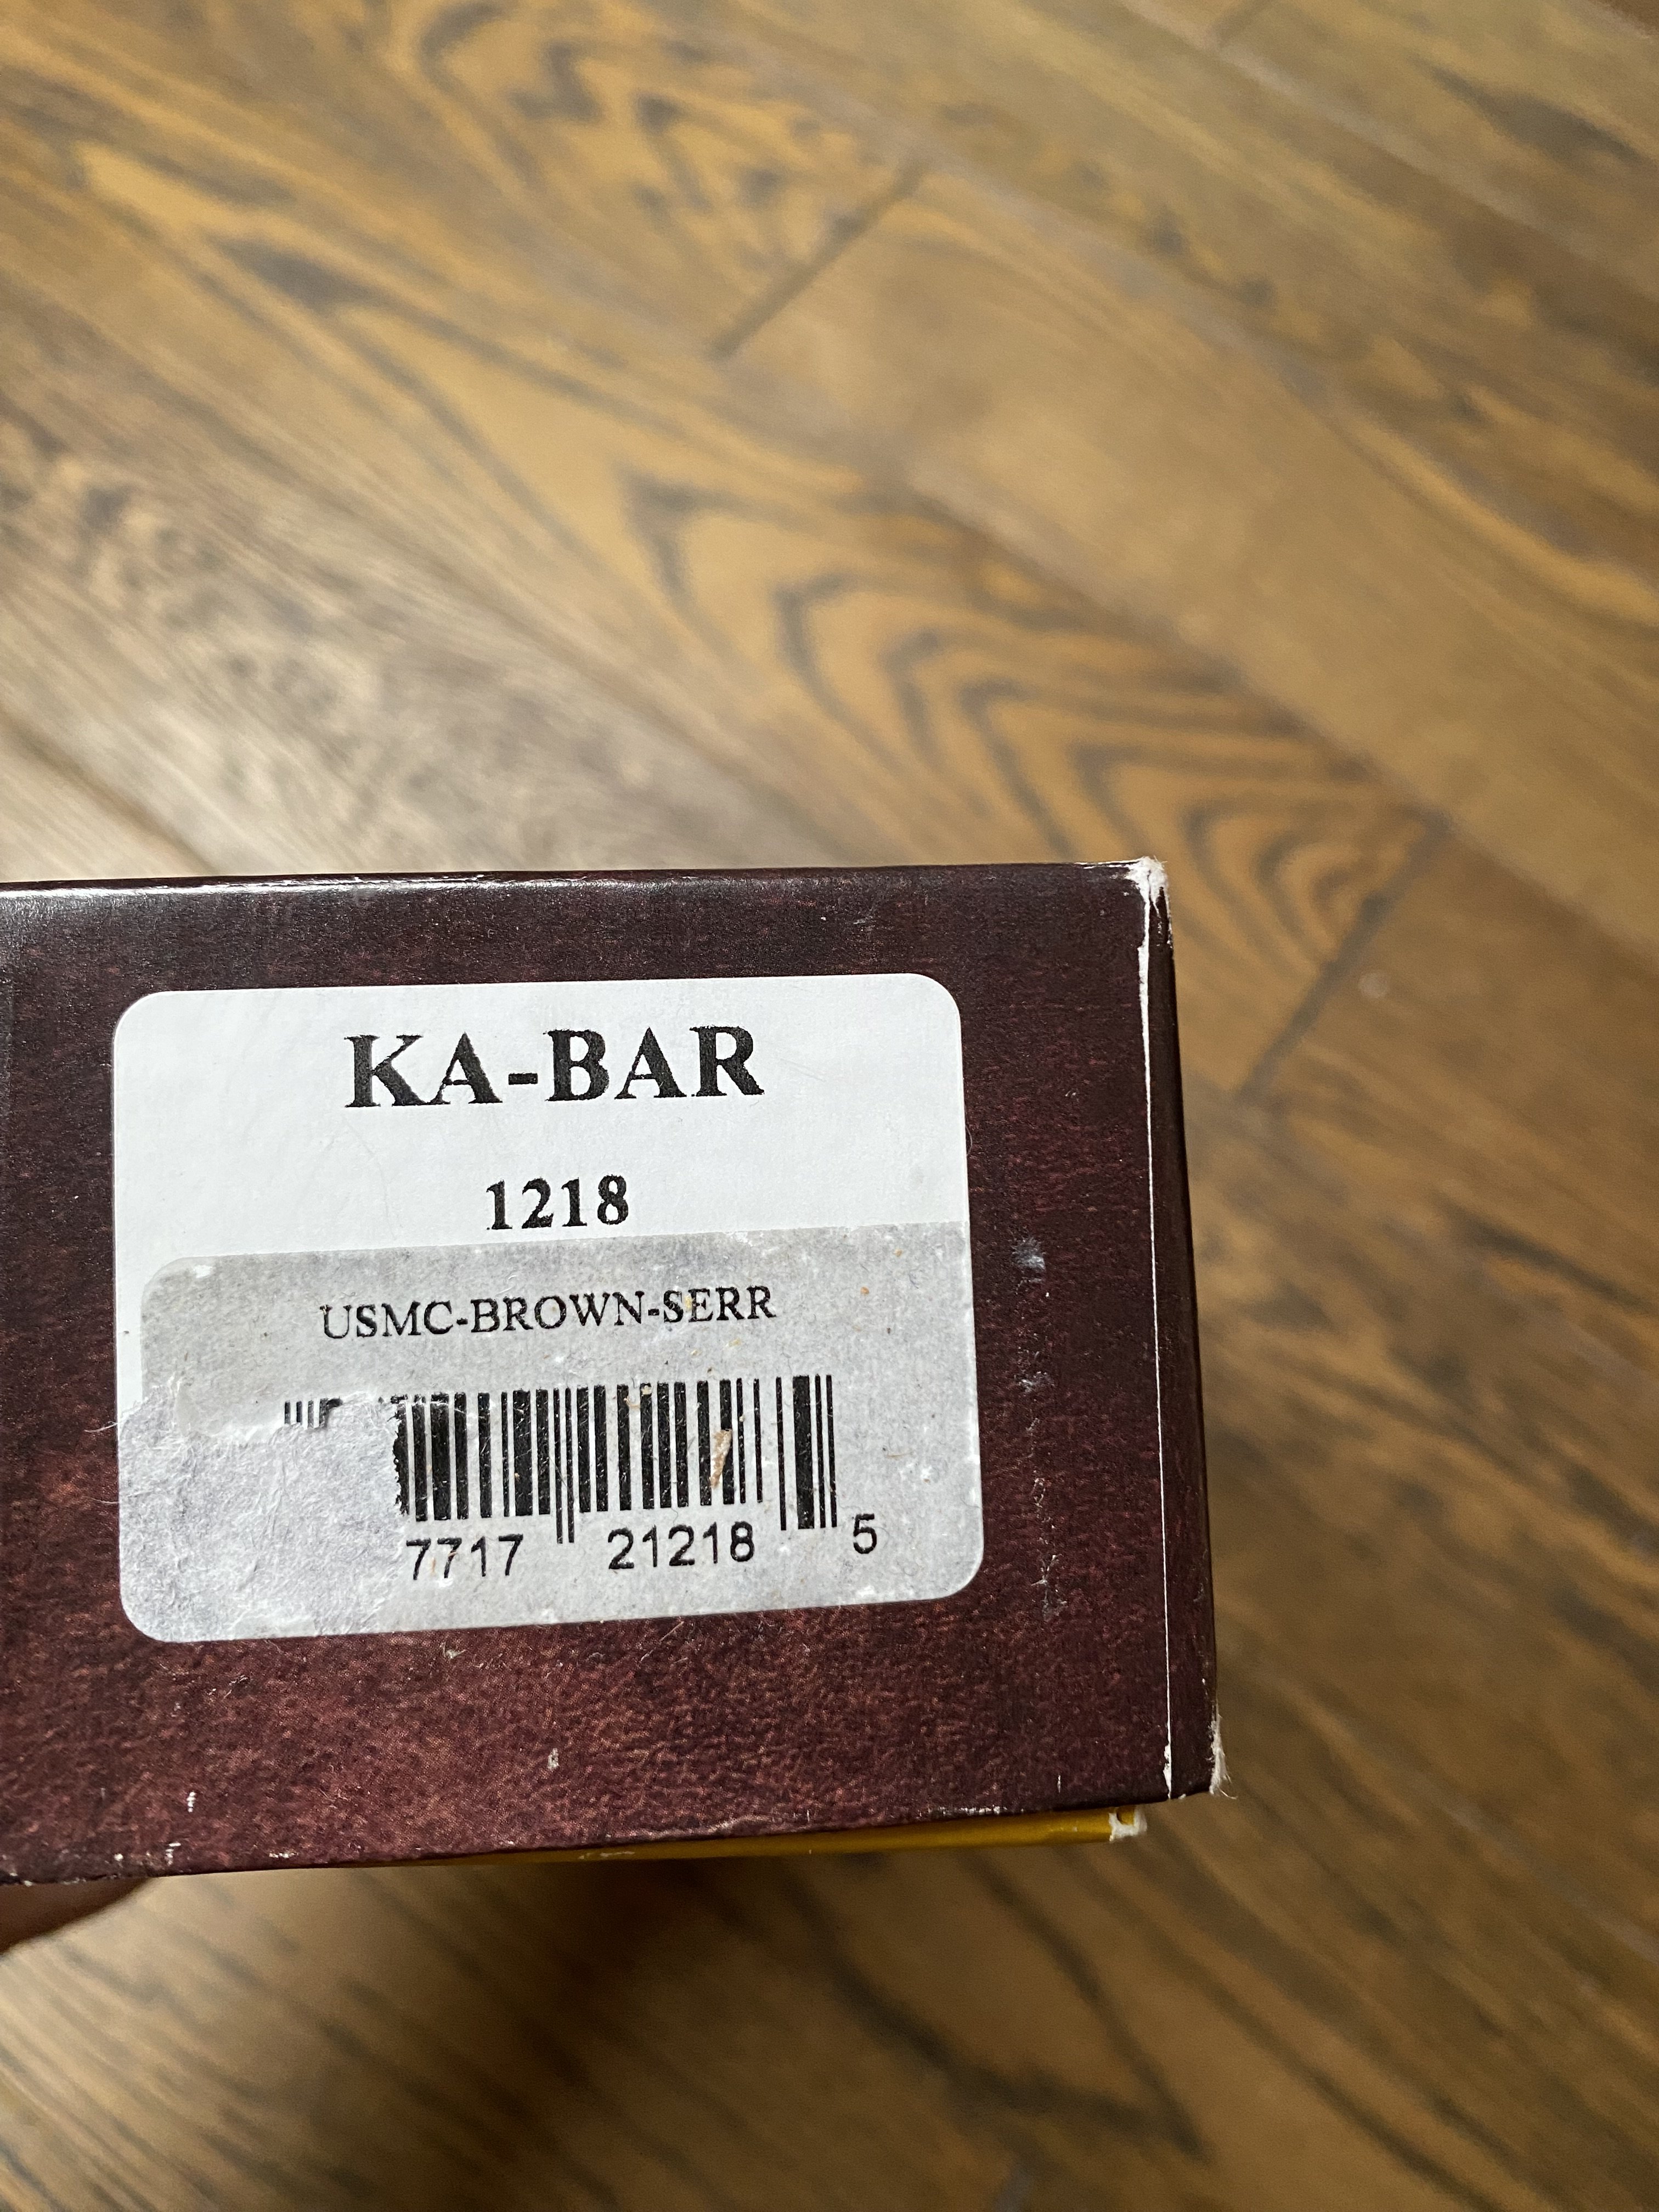 KA-BAR
1218
USMC-BROWN-SERR
7717 21218 5